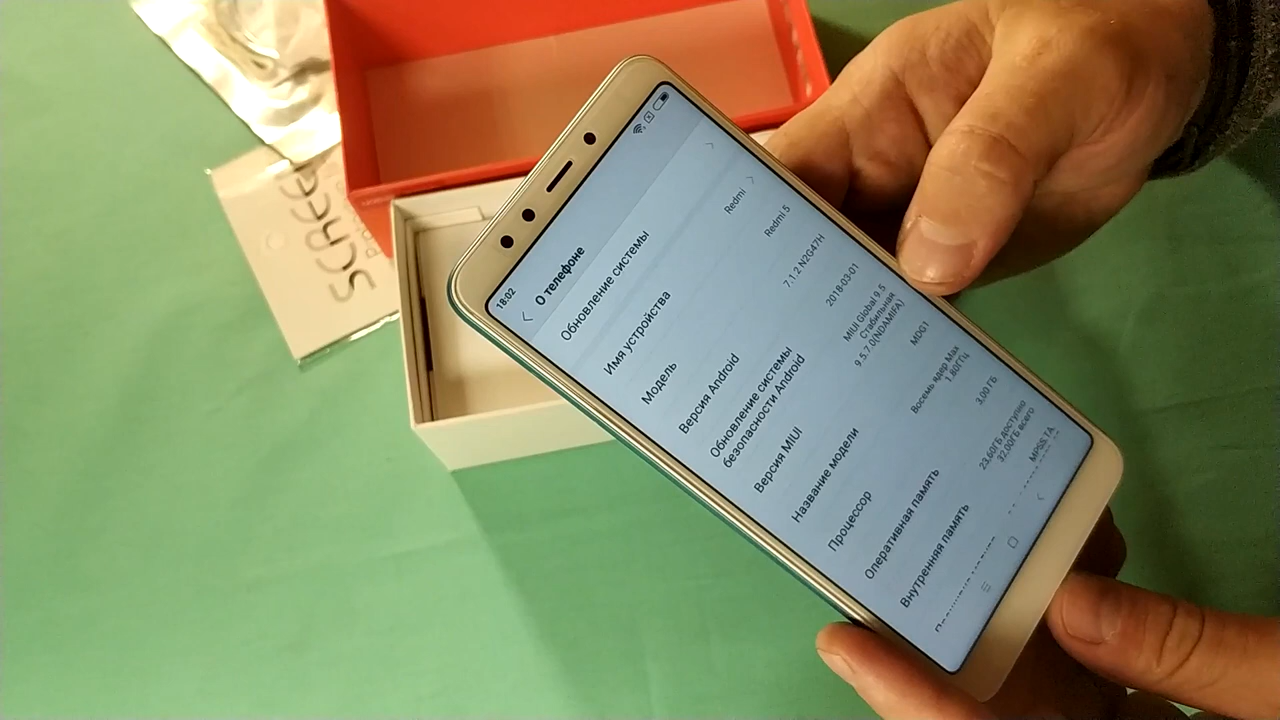 18:02
О телефоне
Обновление системы
Имя устройства
Redmi
Модель
Redmi 5
Версия Android
7.1.2 N2G47H
Обновление системы
безопасности Android
2018-03-01
Версия MIUI
MIUI Global 9.5
Стабильная
9.5.7.0(NDAMIFA)
Название модели
MDG1
Процессор
Восемь ядер Max
1,80ГГц
Оперативная память
3,00 ГБ
Внутренняя память
23,60ГБ доступно
32,00ГБ всего
MPSS.TA.